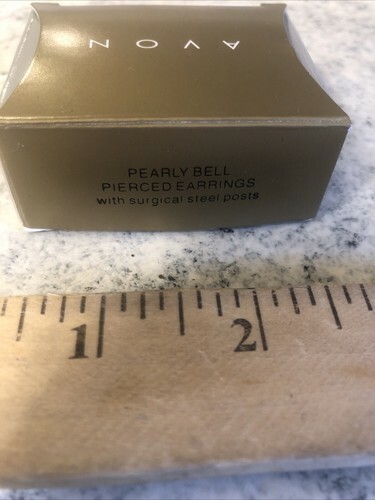 AVON
PEARLY BELL
PIERCED EARRINGS
with surgical steel posts
1 2